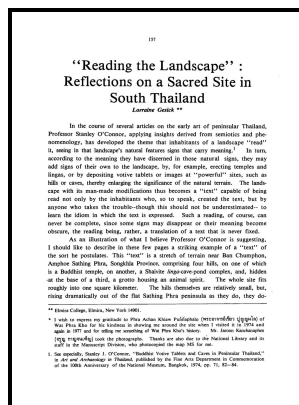 157
"Reading the Landscape" :
Reflections on a Sacred Site in
South Thailand
Lorraine Gesick **
In the course of several articles on the early art of peninsular Thailand,
Professor Stanley O'Connor, applying insights derived from semiotics and phe-
nomenology, has developed the theme that inhabitants of a landscape "read"
it, seeing in that landscape's natural features signs that carry meaning.1 In turn,
according to the meaning they have discerned in those natural signs, they may
add signs of their own to the landscape, by, for example, erecting temples and
lingas, or by depositing votive tablets or images at "powerful" sites, such as
hills or caves, thereby enlarging the significance of the natural terrain. The lands-
cape with its man-made modifications thus becomes a "text" capable of being
read not only by the inhabitants who, so to speak, created the text, but by
anyone who takes the trouble--though this should not be underestimated-- to
learn the idiom in which the text is expressed. Such a reading, of course, can
never be complete, since some signs may disappear or their meaning become
obscure, the reading being, rather, a translation of a text that is never fixed.
As an illustration of what I believe Professor O'Connor is suggesting,
I should like to describe in these few pages a striking example of a "text" of
the sort he postulates. This "text" is a stretch of terrain near Ban Chumphon,
Amphoe Sathing Phra, Songkhla Province, comprising four hills, on one of which
is a Buddhist temple, on another, a Shaivite linga-cave-pond complex, and, hidden
at the base of a third, a grotto housing an animal spirit. The whole site fits
roughly into one square kilometer. The hills themselves are relatively small, but,
rising dramatically out of the flat Sathing Phra peninsula as they do, they do-
** Elmira College, Elmira, New York 14901.
* I wish to express my gratitude to Phra Achan Khiaw
Wat Phra Kho for his kindness in showing me around the site when I visited it in 1974 and
again in 1977 and for telling me something of Wat Phra Kho's history. Mr.
took the photographs. Thanks are also due to the National Library and its
staff in the Manuscript Division, who photocopied the map MS for me.
1. See especially, Stanley J. O'Connor, "Buddhist Votive Tablets and Caves in Peninsular Thailand,"
in Art and Archaeology in Thailand, published by the Fine Arts Department in Commemoration
of the 100th Anniversary of the National Museum, Bangkok, 1974, pp. 71, 82—84.